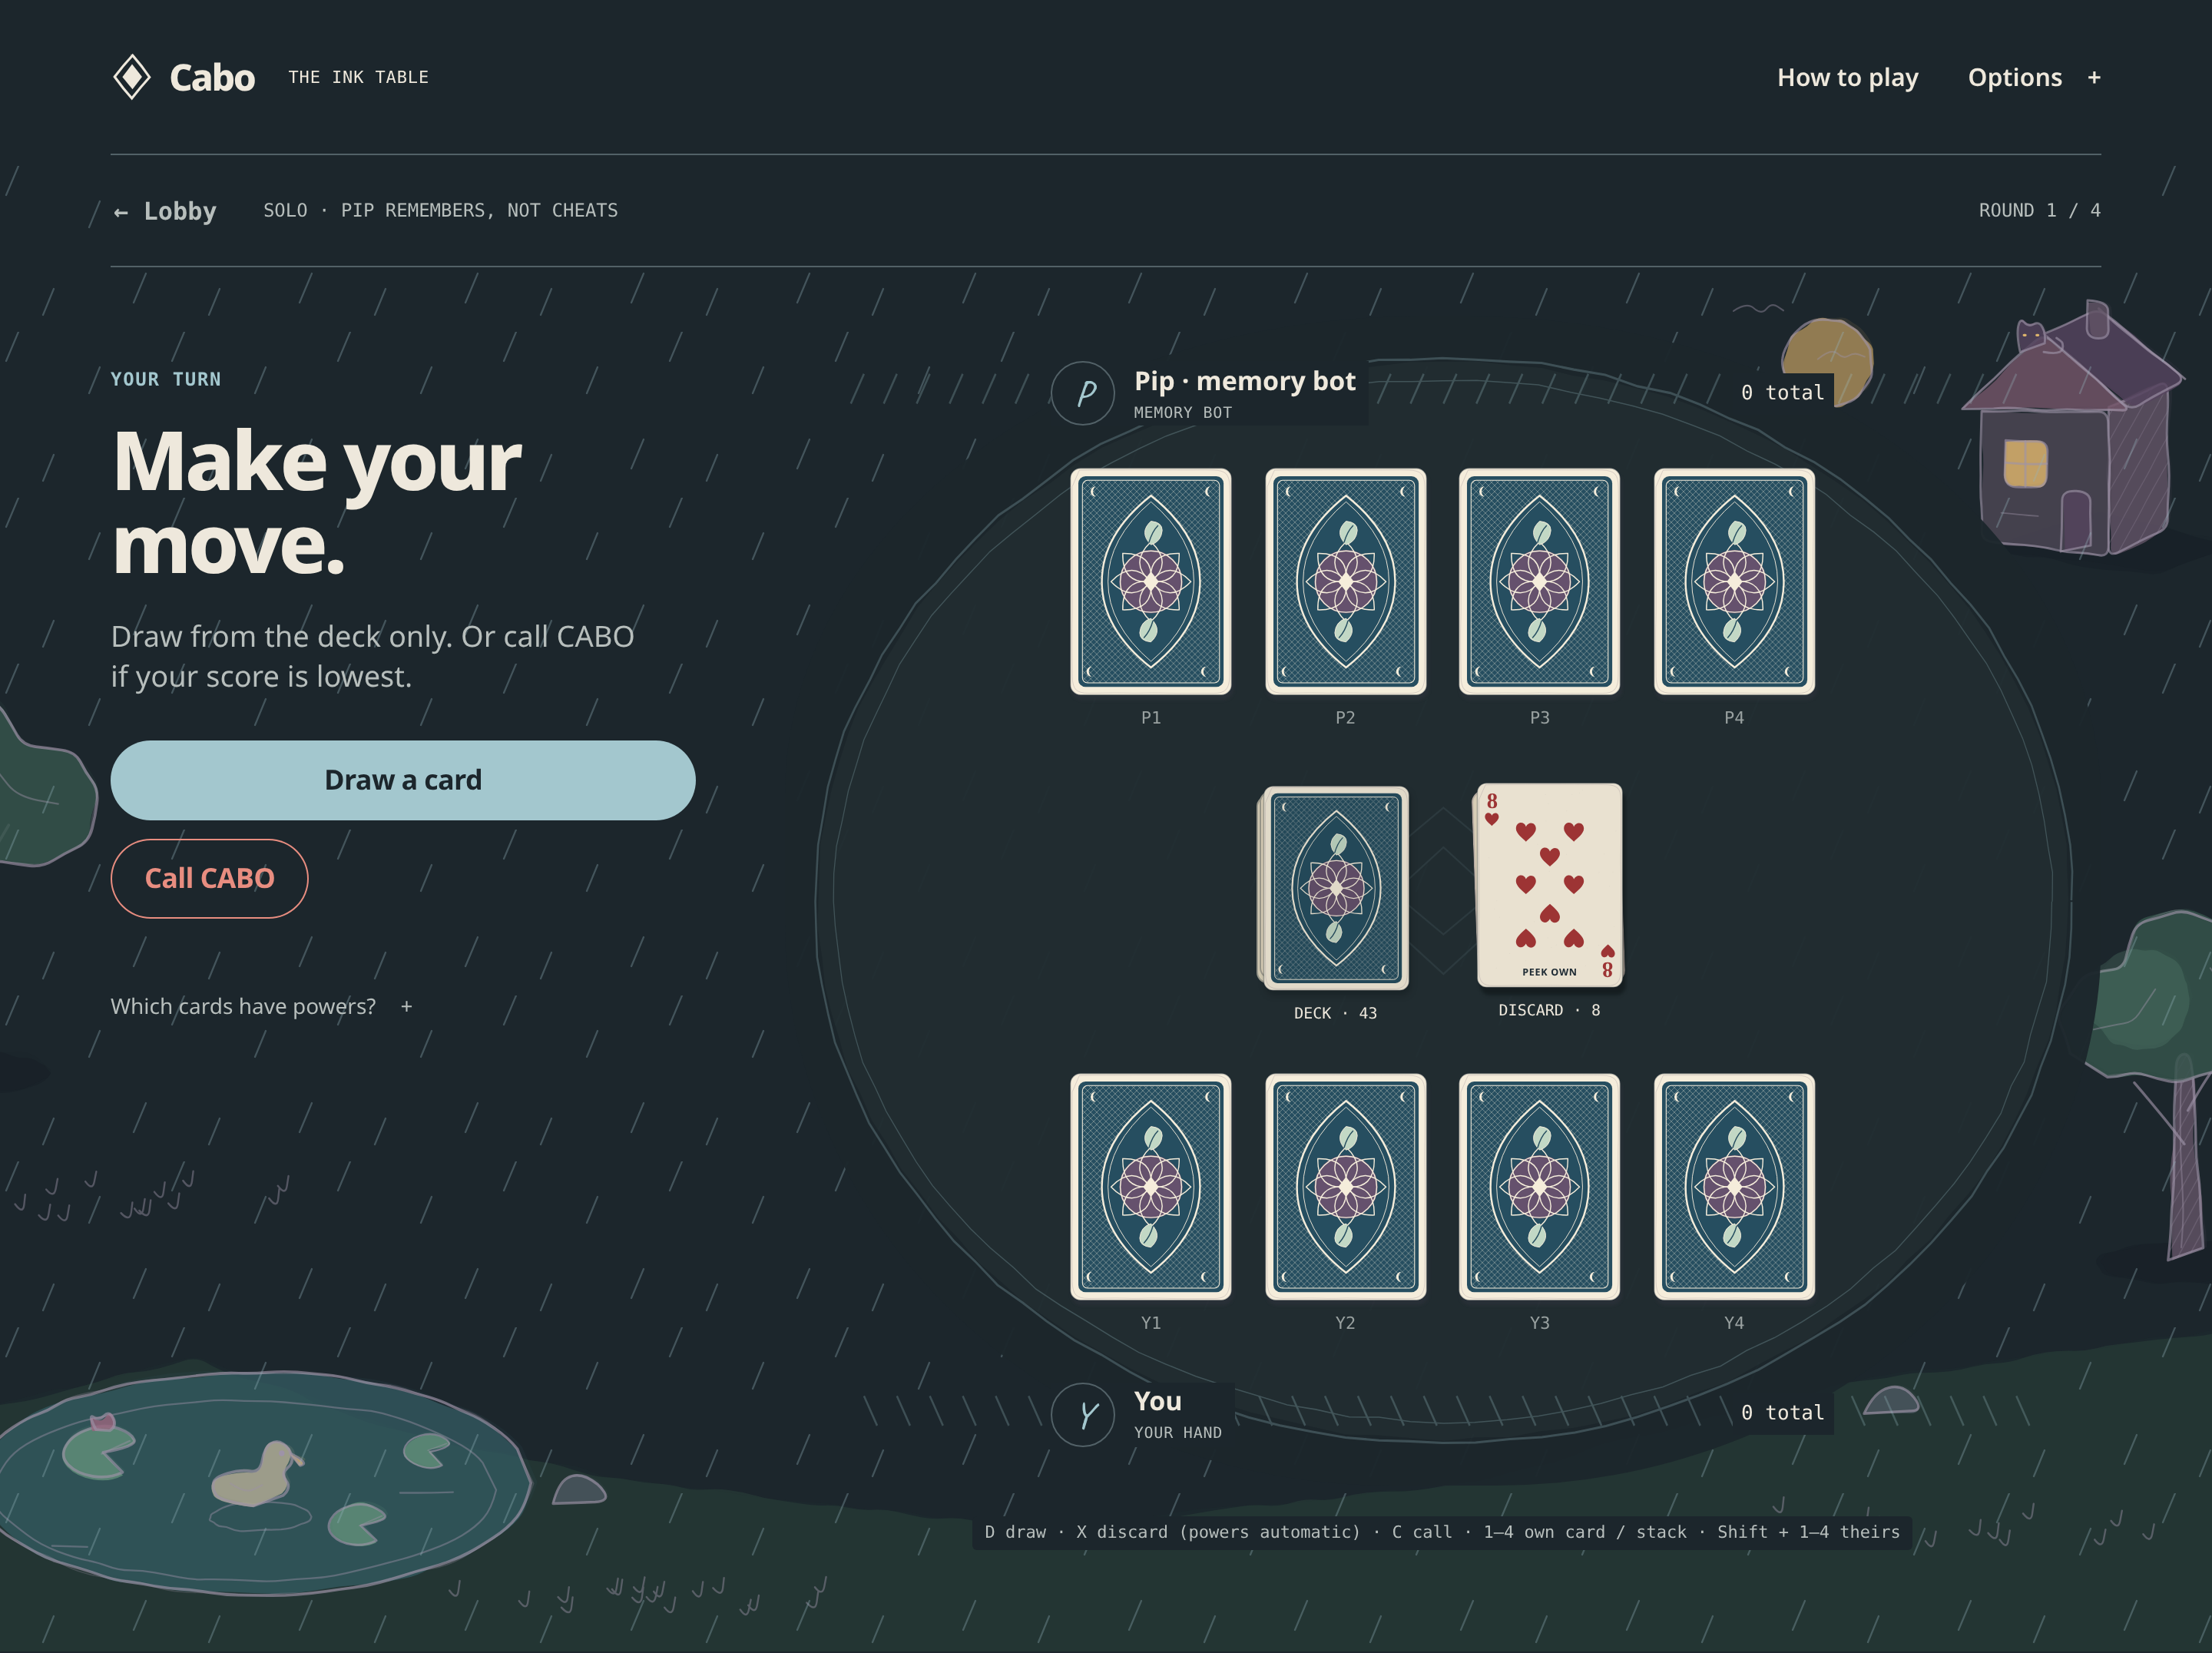 Cabo
THE INK TABLE
How to play
Options +
← Lobby
SOLO · PIP REMEMBERS, NOT CHEATS
ROUND 1 / 4
YOUR TURN
Make your
move.
Draw from the deck only. Or call CABO
if your score is lowest.
Draw a card
Call CABO
Which cards have powers? +
P
Pip · memory bot
MEMORY BOT
0 total
P1
P2
P3
P4
8
PEEK OWN
8
DECK · 43
DISCARD · 8
Y1
Y2
Y3
Y4
Y
You
YOUR HAND
0 total
D draw · X discard (powers automatic) · C call · 1–4 own card / stack · Shift + 1–4 theirs